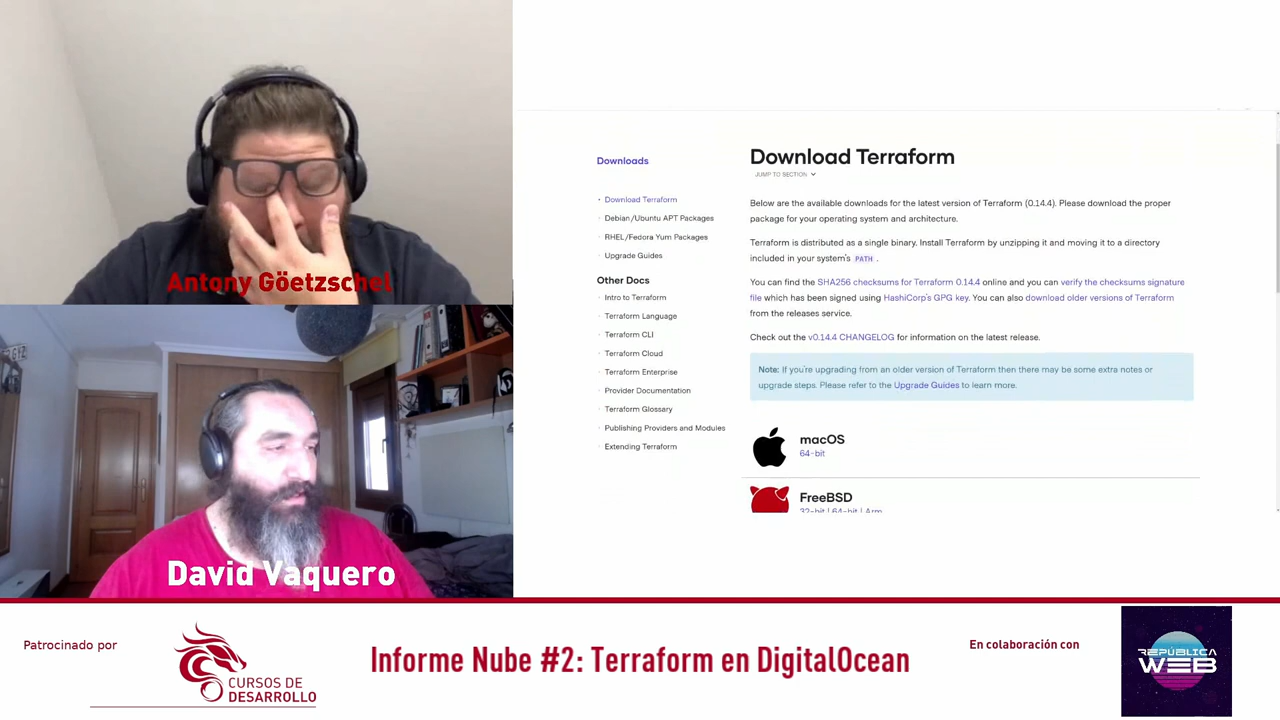 Antony Göetzschel
David Vaquero
Downloads
Download Terraform
Debian/Ubuntu APT Packages
RHEL/Fedora Yum Packages
Upgrade Guides
Other Docs
Intro to Terraform
Terraform Language
Terraform CLI
Terraform Cloud
Terraform Enterprise
Provider Documentation
Terraform Glossary
Publishing Providers and Modules
Extending Terraform
Download Terraform
JUMP TO SECTION
Below are the available downloads for the latest version of Terraform (0.14.4). Please download the proper
package for your operating system and architecture.
Terraform is distributed as a single binary. Install Terraform by unzipping it and moving it to a directory
included in your system's PATH .
You can find the SHA256 checksums for Terraform 0.14.4 online and you can verify the checksums signature
file which has been signed using HashiCorp's GPG key. You can also download older versions of Terraform
from the releases service.
Check out the v0.14.4 CHANGELOG for information on the latest release.
Note: If you're upgrading from an older version of Terraform then there may be some extra notes or
upgrade steps. Please refer to the Upgrade Guides to learn more.
macOS
64-bit
FreeBSD
32-bit | 64-bit | Arm
Patrocinado por
CURSOS DE
DESARROLLO
Informe Nube #2: Terraform en DigitalOcean
En colaboración con
REPÚBLICA
WEB